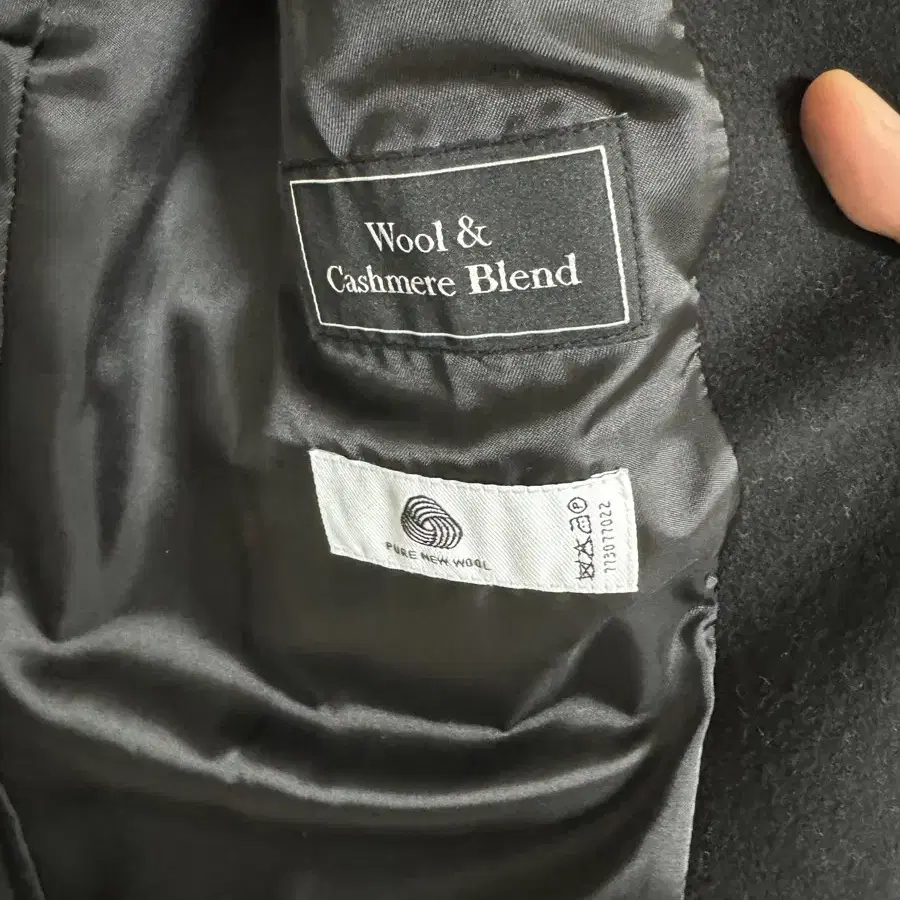 Wool &
Cashmere Blend
PURE NEW WOOL
P
773077022